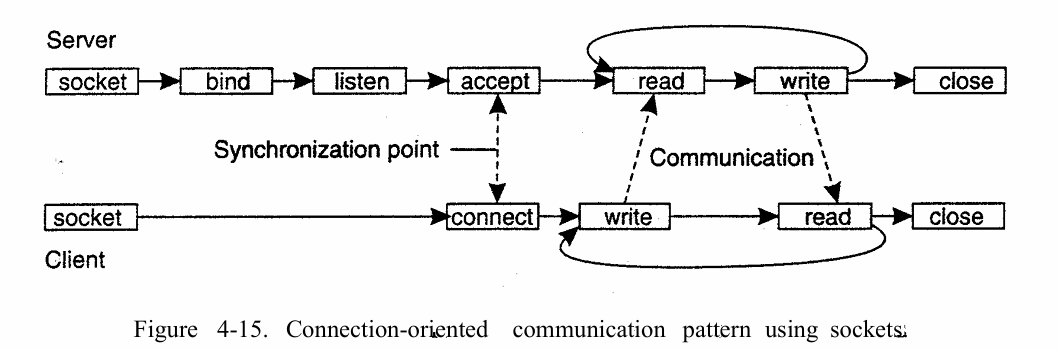 Server
socket bind listen accept read write close
Synchronization point
Communication
socket connect write read close
Client
Figure 4-15. Connection-oriented communication pattern using sockets.